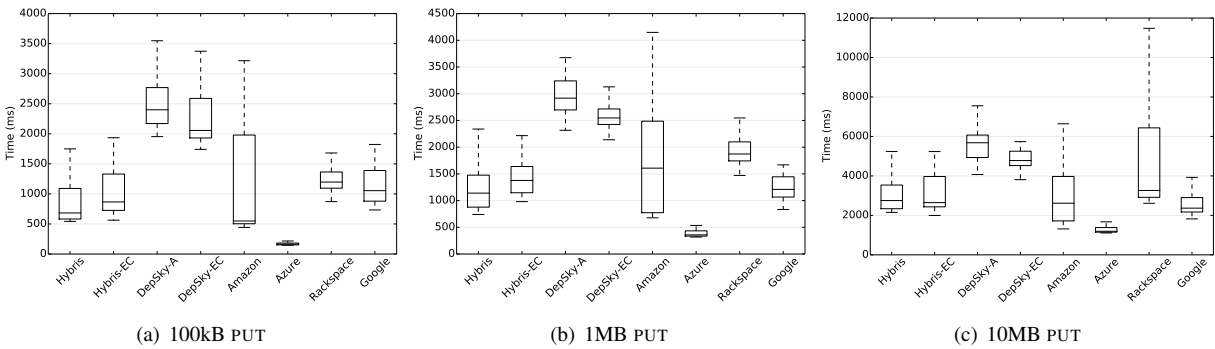 4000
3500
3000
2500
2000
1500
1000
500
0
Time (ms)
Hybris
Hybris-EC
DepSky-A
DepSky-EC
Amazon
Azure
Rackspace
Google
(a) 100kB PUT
4500
4000
3500
3000
2500
2000
1500
1000
500
0
Time (ms)
Hybris
Hybris-EC
DepSky-A
DepSky-EC
Amazon
Azure
Rackspace
Google
(b) 1MB PUT
12000
10000
8000
6000
4000
2000
0
Time (ms)
Hybris
Hybris-EC
DepSky-A
DepSky-EC
Amazon
Azure
Rackspace
Google
(c) 10MB PUT